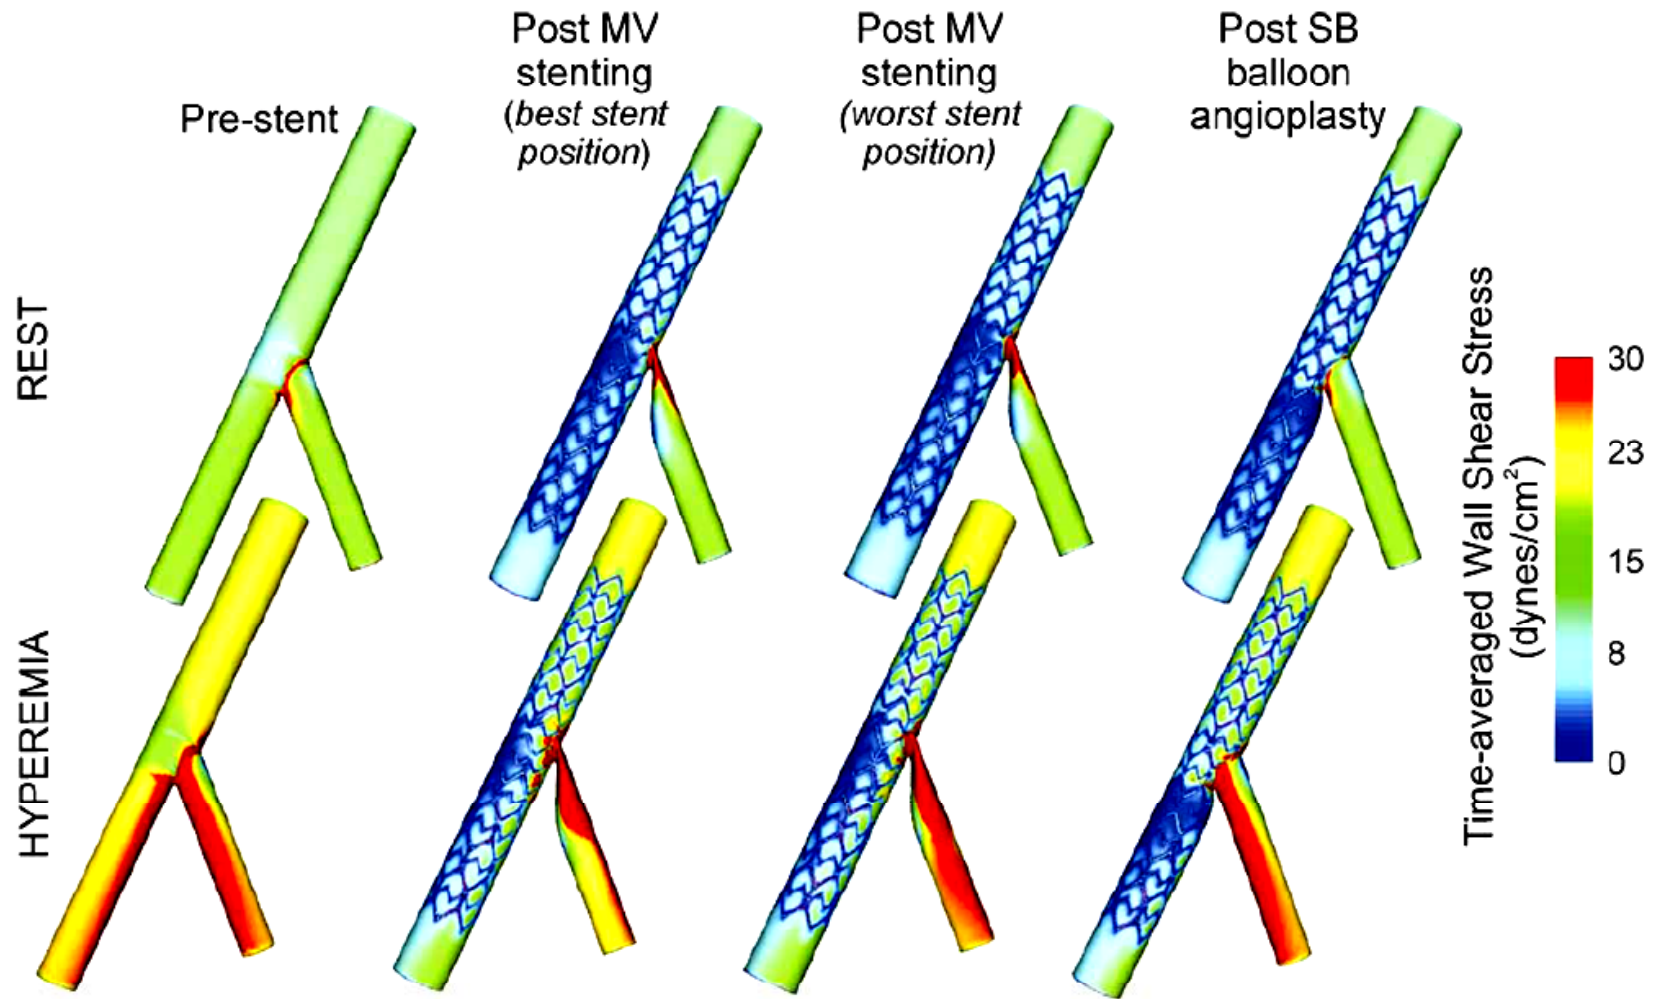 Pre-stent
Post MV
stenting
(best stent
position)
Post MV
stenting
(worst stent
position)
Post SB
balloon
angioplasty
REST
HYPEREMIA
Time-averaged Wall Shear Stress
(dynes/cm²)
30
23
15
8
0